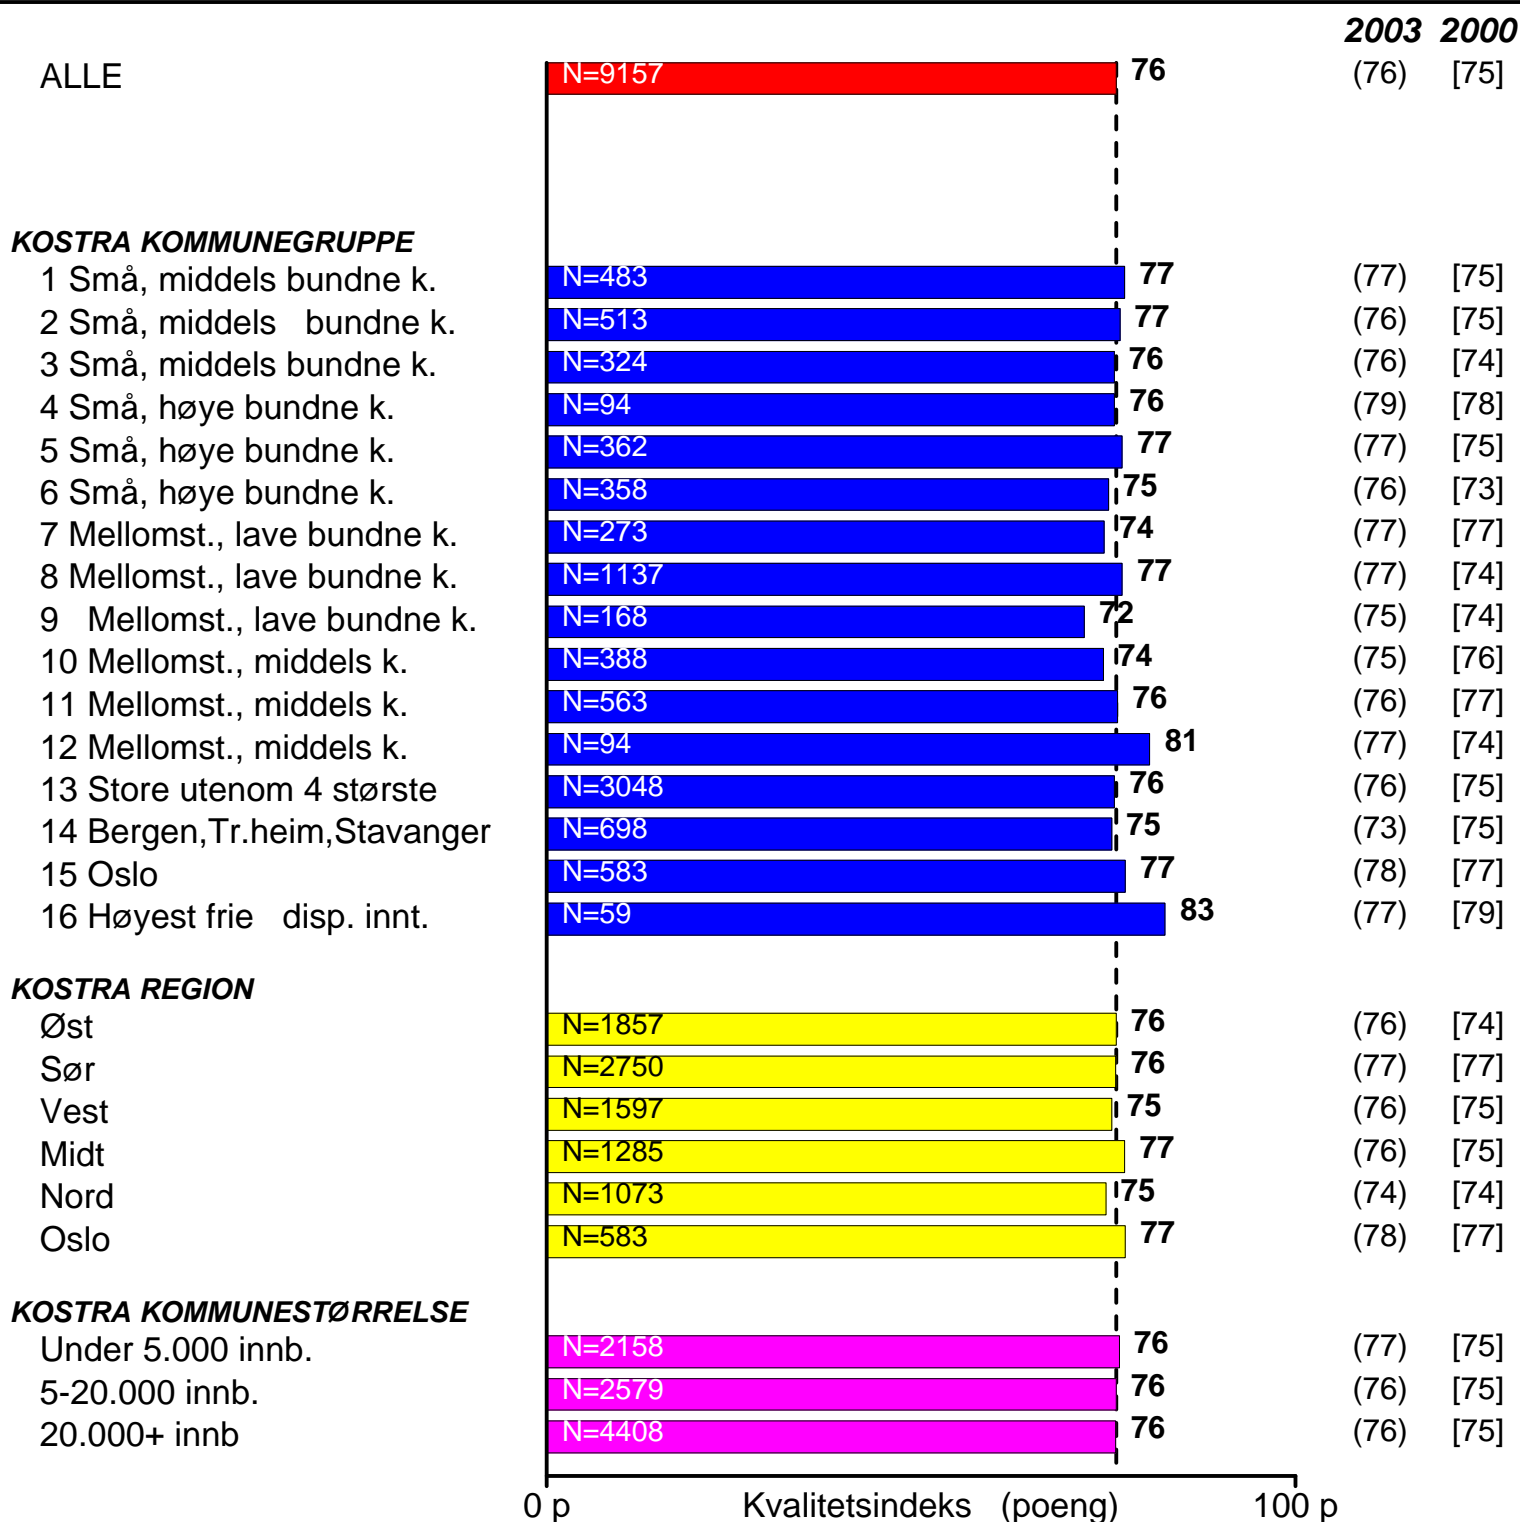 2003 2000
ALLE N=9157 76 (76) [75]
KOSTRA KOMMUNEGRUPPE
1 Små, middels bundne k. N=483 77 (77) [75]
2 Små, middels bundne k. N=513 77 (76) [75]
3 Små, middels bundne k. N=324 76 (76) [74]
4 Små, høye bundne k. N=94 76 (79) [78]
5 Små, høye bundne k. N=362 77 (77) [75]
6 Små, høye bundne k. N=358 75 (76) [73]
7 Mellomst., lave bundne k. N=273 74 (77) [77]
8 Mellomst., lave bundne k. N=1137 77 (77) [74]
9 Mellomst., lave bundne k. N=168 72 (75) [74]
10 Mellomst., middels k. N=388 74 (75) [76]
11 Mellomst., middels k. N=563 76 (76) [77]
12 Mellomst., middels k. N=94 81 (77) [74]
13 Store utenom 4 største N=3048 76 (76) [75]
14 Bergen,Tr.heim,Stavanger N=698 75 (73) [75]
15 Oslo N=583 77 (78) [77]
16 Høyest frie disp. innt. N=59 83 (77) [79]
KOSTRA REGION
Øst N=1857 76 (76) [74]
Sør N=2750 76 (77) [77]
Vest N=1597 75 (76) [75]
Midt N=1285 77 (76) [75]
Nord N=1073 75 (74) [74]
Oslo N=583 77 (78) [77]
KOSTRA KOMMUNESTØRRELSE
Under 5.000 innb. N=2158 76 (77) [75]
5-20.000 innb. N=2579 76 (76) [75]
20.000+ innb N=4408 76 (76) [75]
0 p Kvalitetsindeks (poeng) 100 p